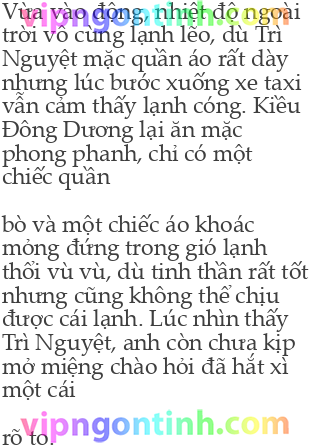 Vừa vào đông, nhiệt độ ngoài
vipngontinh.com
trời vô cùng lạnh lẽo, dù Trì
Nguyệt mặc quần áo rất dày
nhưng lúc bước xuống xe taxi
vẫn cảm thấy lạnh cóng. Kiều
Đông Dương lại ăn mặc
phong phanh, chỉ có một
chiếc quần
bò và một chiếc áo khoác
mỏng đứng trong gió lạnh
thổi vù vù, dù tinh thần rất tốt
nhưng cũng không thể chịu
được cái lạnh. Lúc nhìn thấy
Trì Nguyệt, anh còn chưa kịp
mở miệng chào hỏi đã hắt xì
một cái
vipngontinh.com
rõ to.